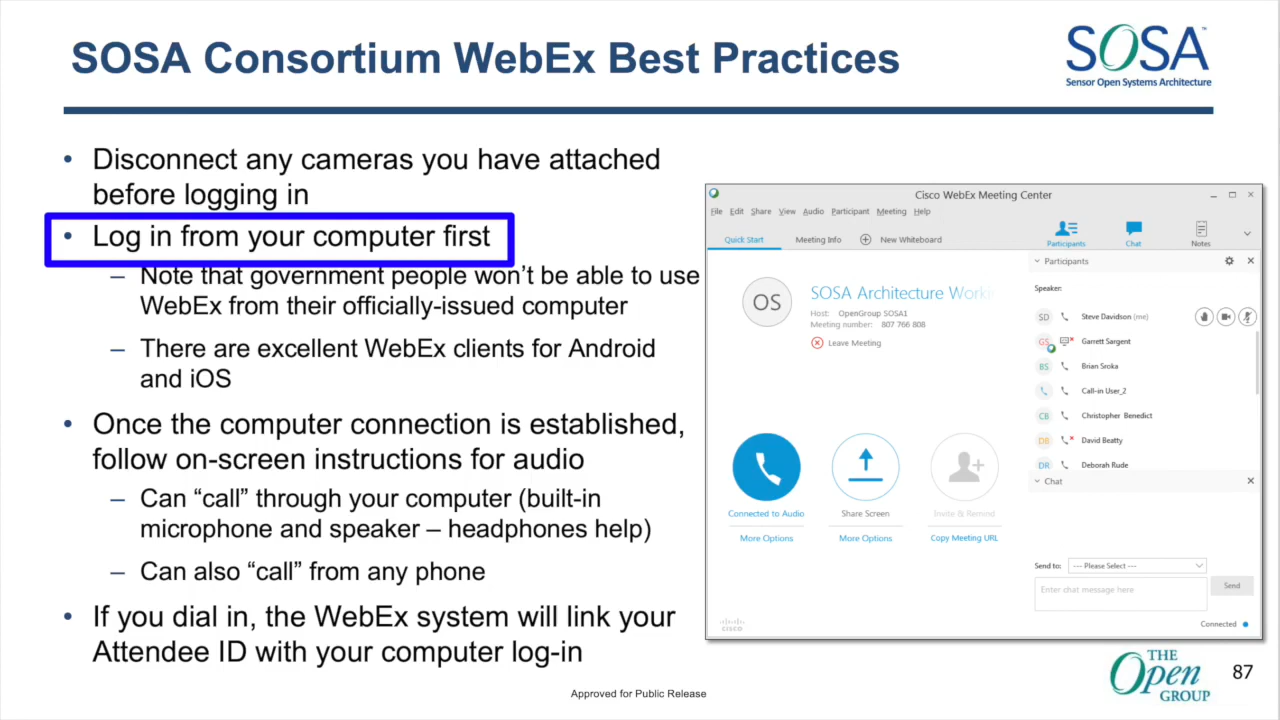 SOSA Consortium WebEx Best Practices
SOSA™
Sensor Open Systems Architecture
• Disconnect any cameras you have attached
before logging in
• Log in from your computer first
– Note that government people won’t be able to use
WebEx from their officially-issued computer
– There are excellent WebEx clients for Android
and iOS
• Once the computer connection is established,
follow on-screen instructions for audio
– Can “call” through your computer (built-in
microphone and speaker – headphones help)
– Can also “call” from any phone
• If you dial in, the WebEx system will link your
Attendee ID with your computer log-in
Cisco WebEx Meeting Center
File Edit Share View Audio Participant Meeting Help
Quick Start Meeting Info New Whiteboard
Participants Chat Notes
OS
SOSA Architecture Worki
Host: OpenGroup SOSA1
Meeting number: 807 766 808
Leave Meeting
Connected to Audio Share Screen Invite & Remind
More Options More Options Copy Meeting URL
cisco
Participants
Speaker:
SD Steve Davidson (me)
GS Garrett Sargent
BS Brian Sroka
Call-in User_2
CB Christopher Benedict
DB David Beatty
DR Deborah Rude
Chat
Send to: --- Please Select ---
Enter chat message here
Send
Connected
THE
Open
GROUP
87
Approved for Public Release